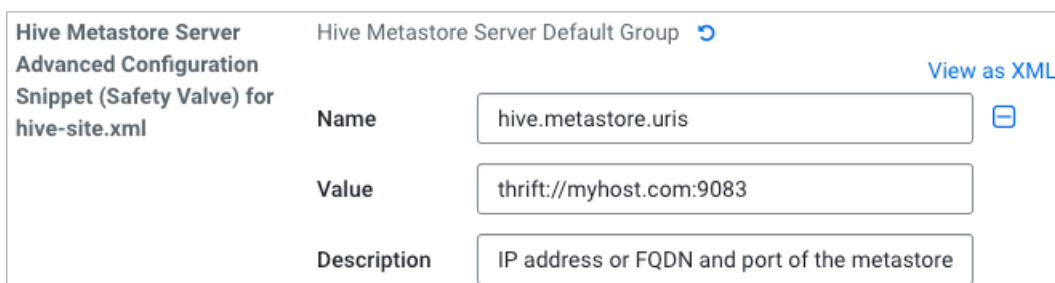 Hive Metastore Server
Advanced Configuration
Snippet (Safety Valve) for
hive-site.xml
Hive Metastore Server Default Group
View as XML
Name
hive.metastore.uris
Value
thrift://myhost.com:9083
Description
IP address or FQDN and port of the metastore